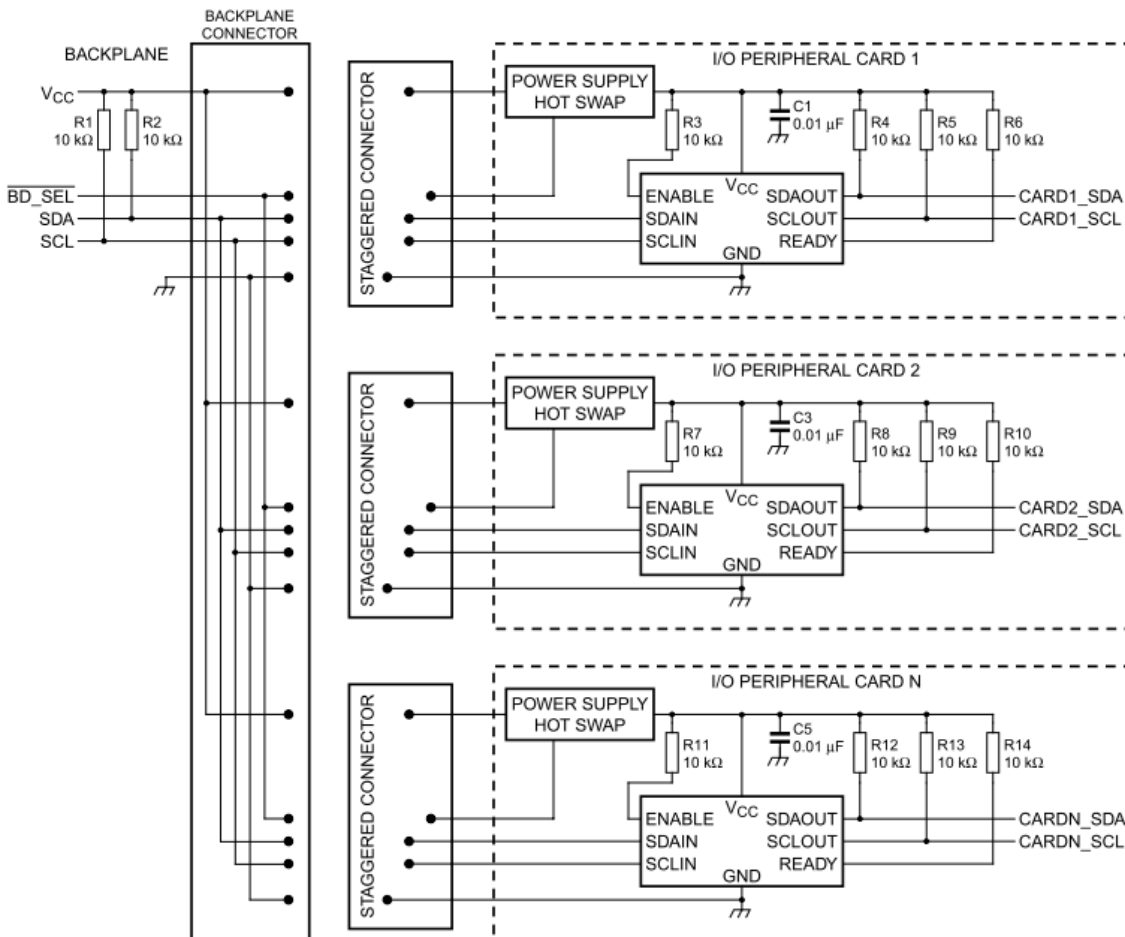 BACKPLANE
CONNECTOR
BACKPLANE
VCC
R1
10 kΩ
R2
10 kΩ
BD_SEL
SDA
SCL
STAGGERED CONNECTOR
I/O PERIPHERAL CARD 1
POWER SUPPLY
HOT SWAP
R3
10 kΩ
C1
0.01 μF
R4
10 kΩ
R5
10 kΩ
R6
10 kΩ
VCC
ENABLE
SDAIN
SCLIN
GND
SDAOUT
SCLOUT
READY
CARD1_SDA
CARD1_SCL
STAGGERED CONNECTOR
I/O PERIPHERAL CARD 2
POWER SUPPLY
HOT SWAP
R7
10 kΩ
C3
0.01 μF
R8
10 kΩ
R9
10 kΩ
R10
10 kΩ
VCC
ENABLE
SDAIN
SCLIN
GND
SDAOUT
SCLOUT
READY
CARD2_SDA
CARD2_SCL
STAGGERED CONNECTOR
I/O PERIPHERAL CARD N
POWER SUPPLY
HOT SWAP
R11
10 kΩ
C5
0.01 μF
R12
10 kΩ
R13
10 kΩ
R14
10 kΩ
VCC
ENABLE
SDAIN
SCLIN
GND
SDAOUT
SCLOUT
READY
CARDN_SDA
CARDN_SCL